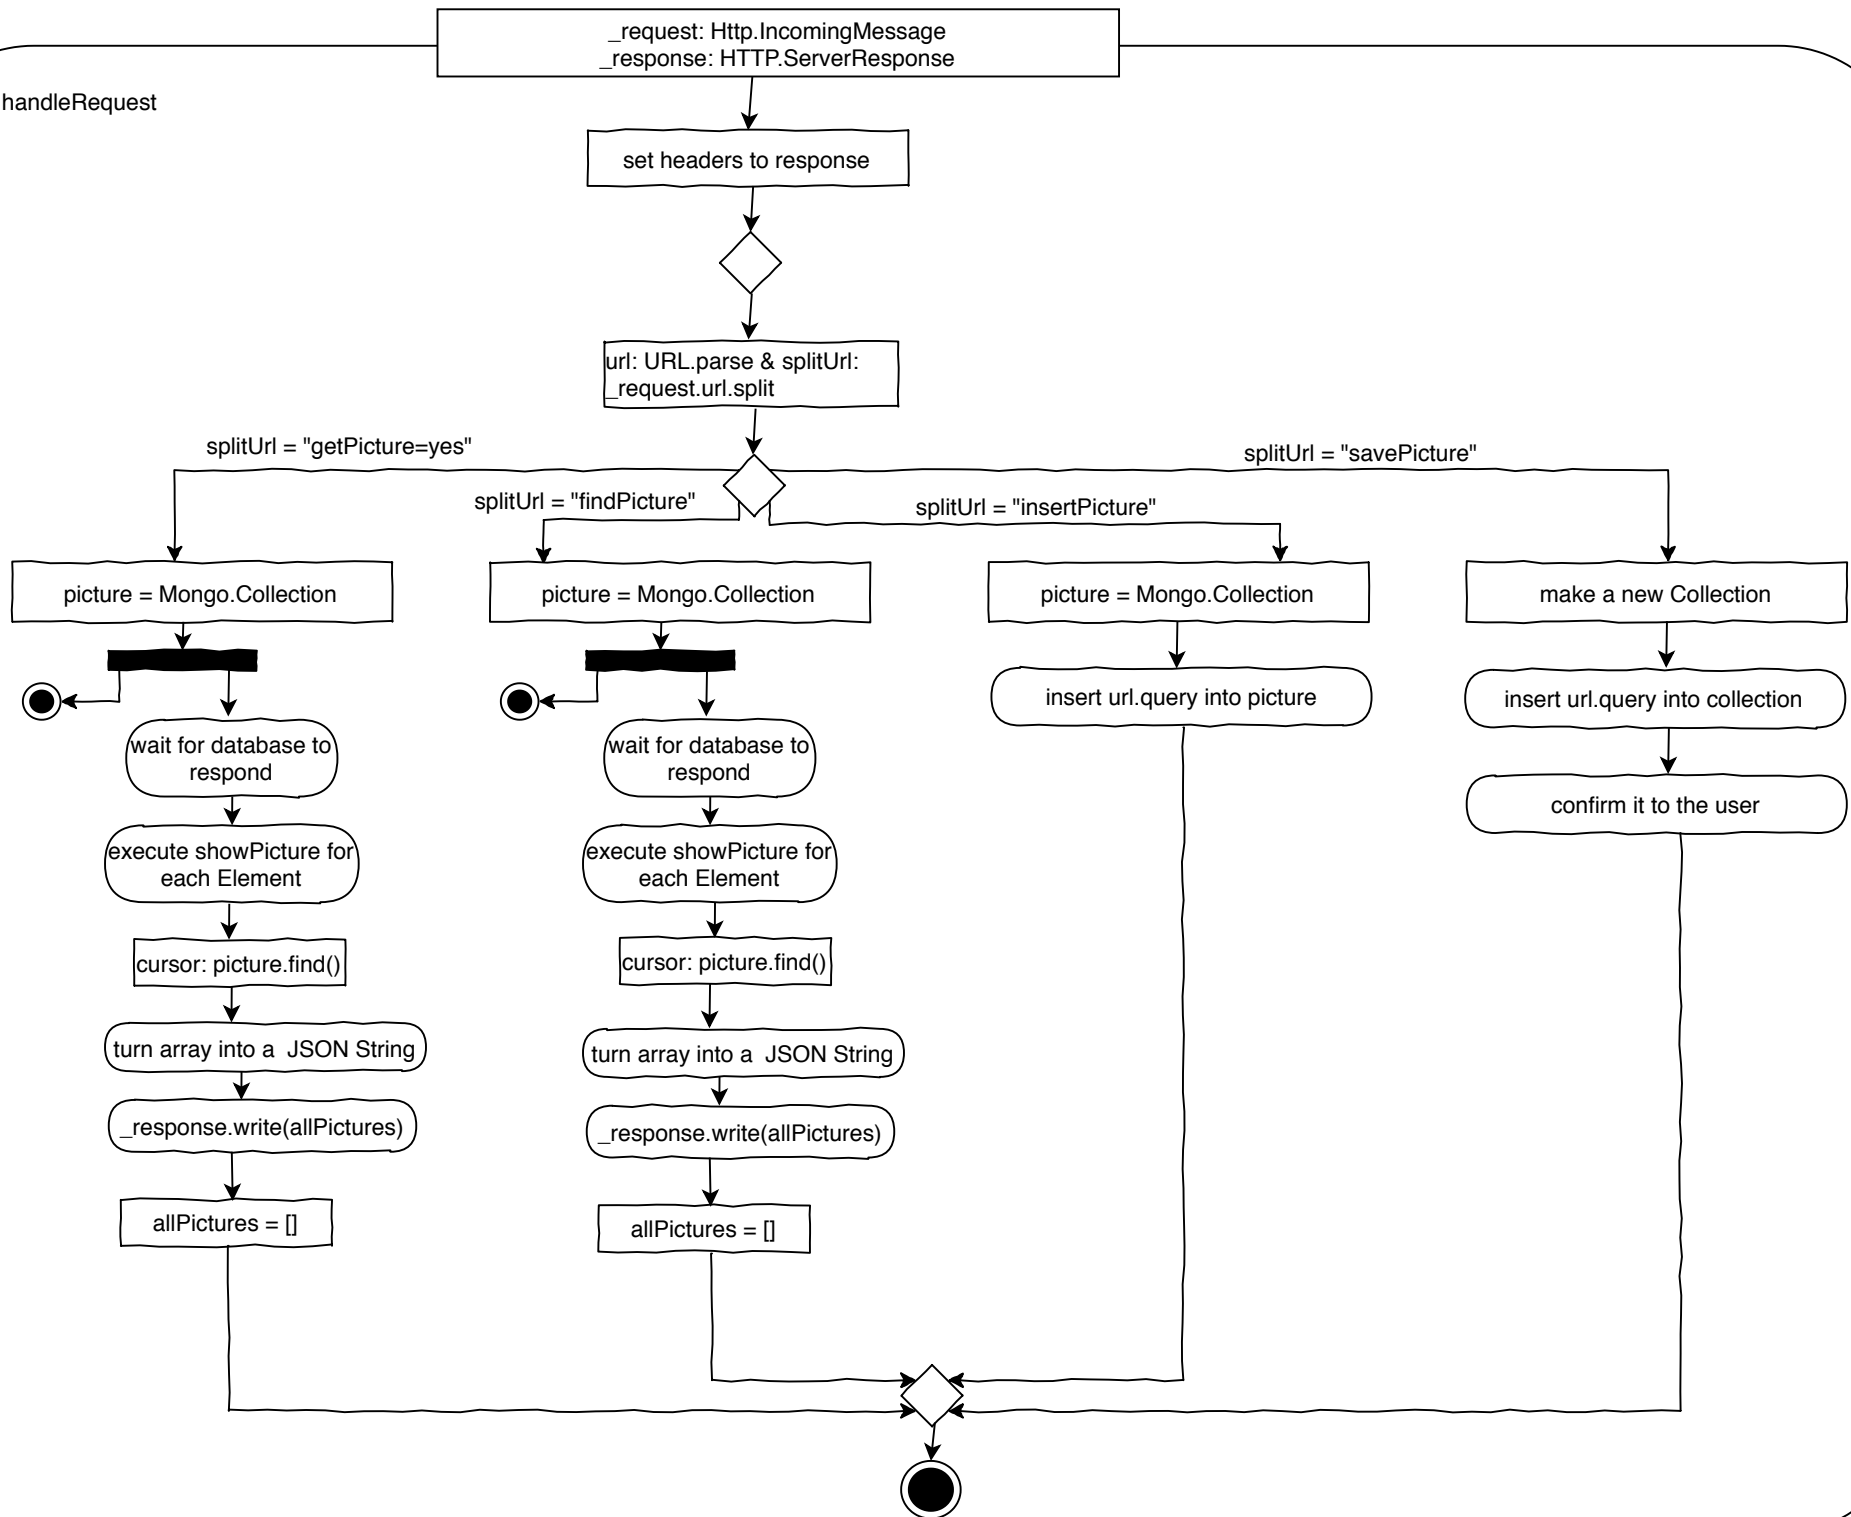 _request: Http.IncomingMessage
_response: HTTP.ServerResponse
handleRequest
set headers to response
url: URL.parse & splitUrl:
_request.url.split
splitUrl = "getPicture=yes"
splitUrl = "findPicture"
splitUrl = "insertPicture"
splitUrl = "savePicture"
picture = Mongo.Collection
wait for database to
respond
execute showPicture for
each Element
cursor: picture.find()
turn array into a  JSON String
_response.write(allPictures)
allPictures = []
picture = Mongo.Collection
wait for database to
respond
execute showPicture for
each Element
cursor: picture.find()
turn array into a  JSON String
_response.write(allPictures)
allPictures = []
picture = Mongo.Collection
insert url.query into picture
make a new Collection
insert url.query into collection
confirm it to the user